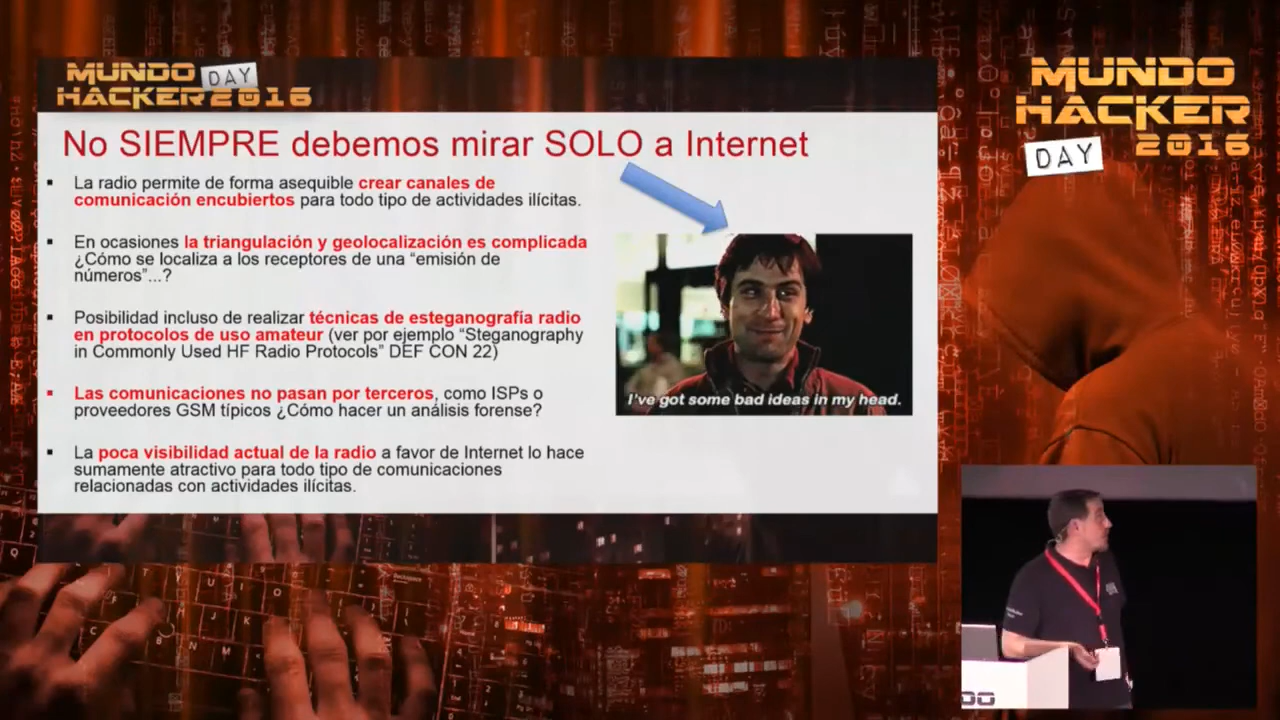 MUNDO DAY
HACKER 2016
No SIEMPRE debemos mirar SOLO a Internet
La radio permite de forma asequible crear canales de
comunicación encubiertos para todo tipo de actividades ilícitas.
En ocasiones la triangulación y geolocalización es complicada
¿Cómo se localiza a los receptores de una “emisión de
números”...?
Posibilidad incluso de realizar técnicas de esteganografía radio
en protocolos de uso amateur (ver por ejemplo “Steganography
in Commonly Used HF Radio Protocols” DEF CON 22)
Las comunicaciones no pasan por terceros, como ISPs o
proveedores GSM típicos ¿Cómo hacer un análisis forense?
La poca visibilidad actual de la radio a favor de Internet lo hace
sumamente atractivo para todo tipo de comunicaciones
relacionadas con actividades ilícitas.
I've got some bad ideas in my head.
MUNDO
HACKER
DAY 2016